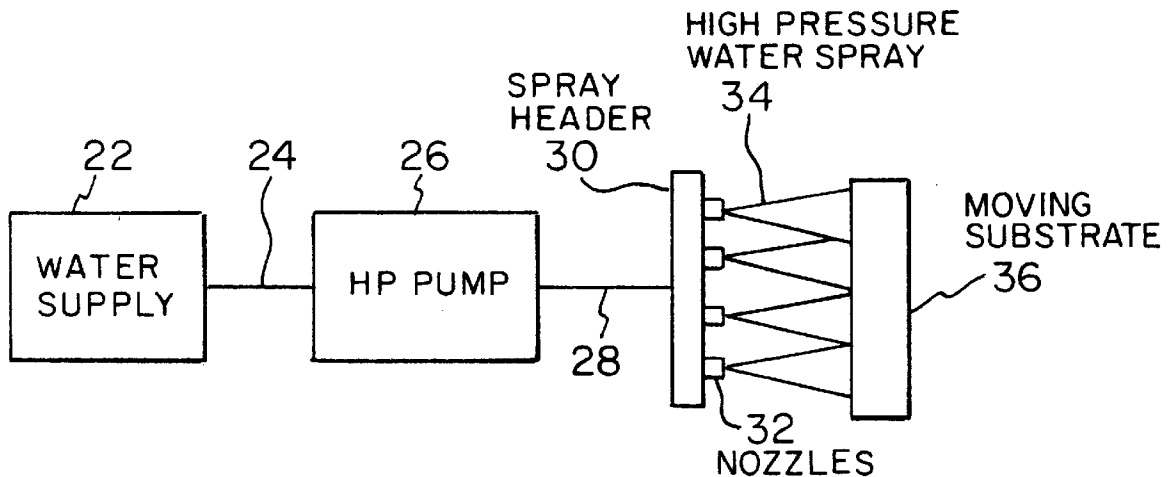 HIGH PRESSURE
WATER SPRAY
34
SPRAY
HEADER
30
22
24
26
WATER
SUPPLY
HP PUMP
28
MOVING
SUBSTRATE
36
32
NOZZLES